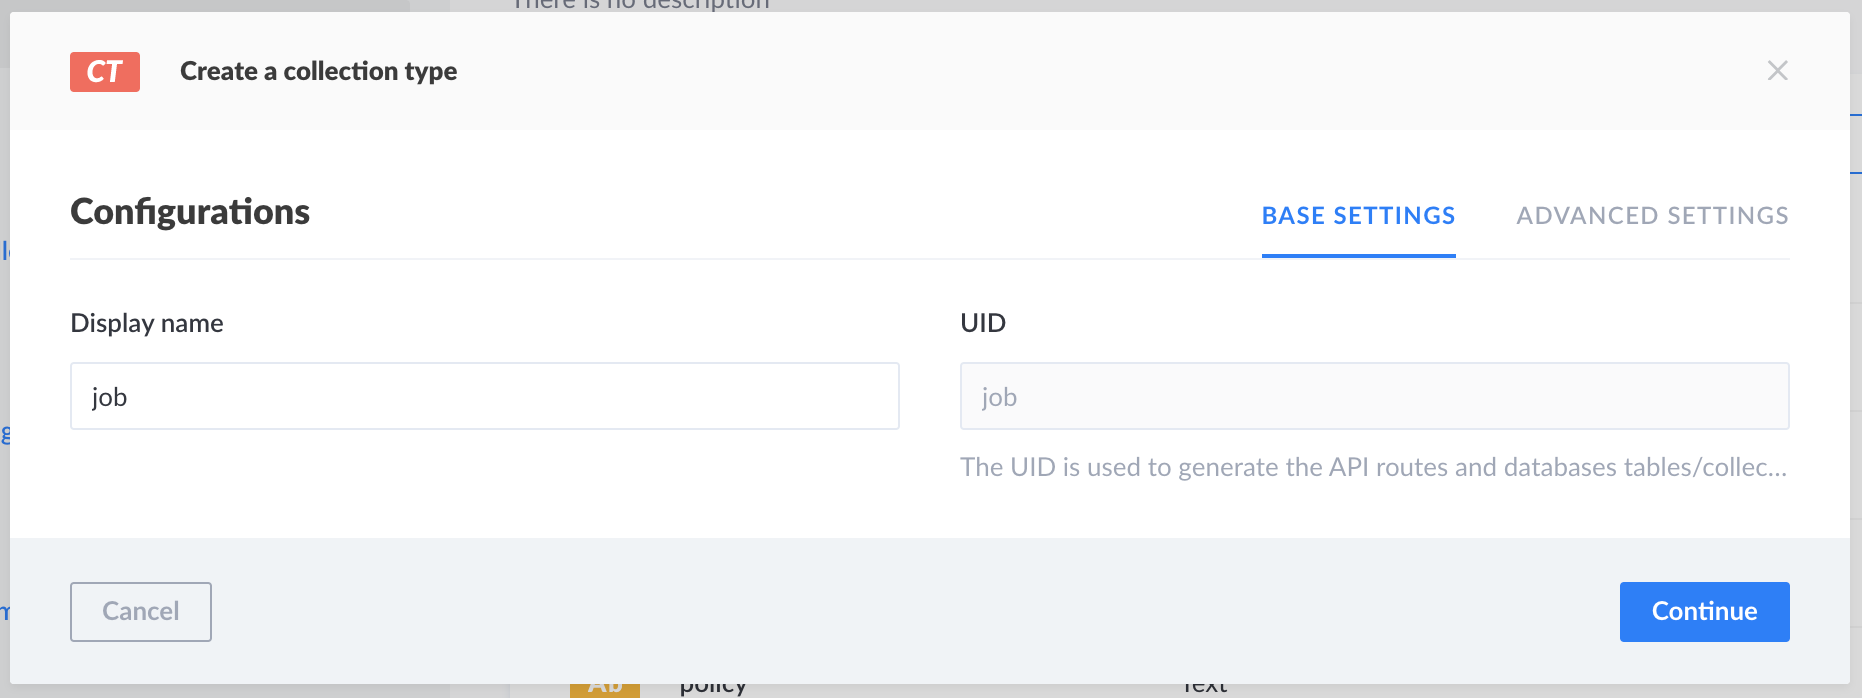 There is no description
CT Create a collection type
Configurations
BASE SETTINGS ADVANCED SETTINGS
Display name UID
job job
The UID is used to generate the API routes and databases tables/collec...
Cancel Continue
Ab policy Text